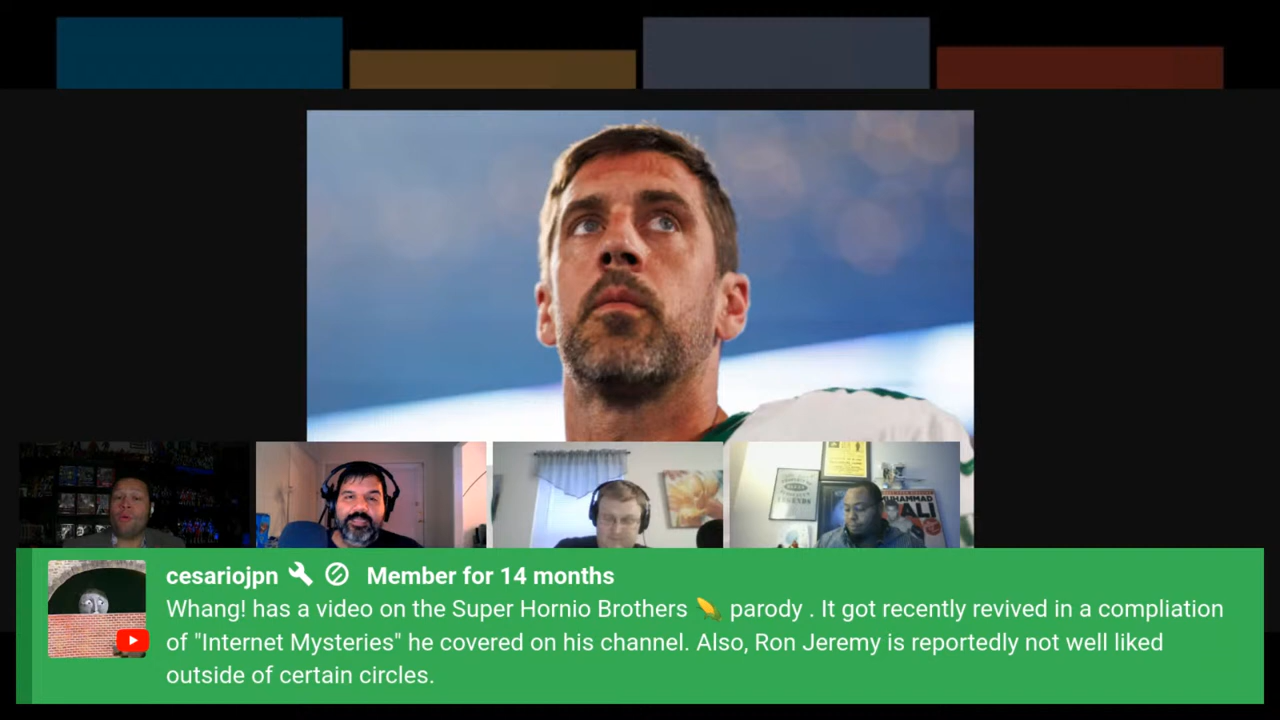 MUHAMMAD
ALI
cesariojpn Member for 14 months
Whang! has a video on the Super Hornio Brothers 🌽 parody . It got recently revived in a compliation
of "Internet Mysteries" he covered on his channel. Also, Ron Jeremy is reportedly not well liked
outside of certain circles.